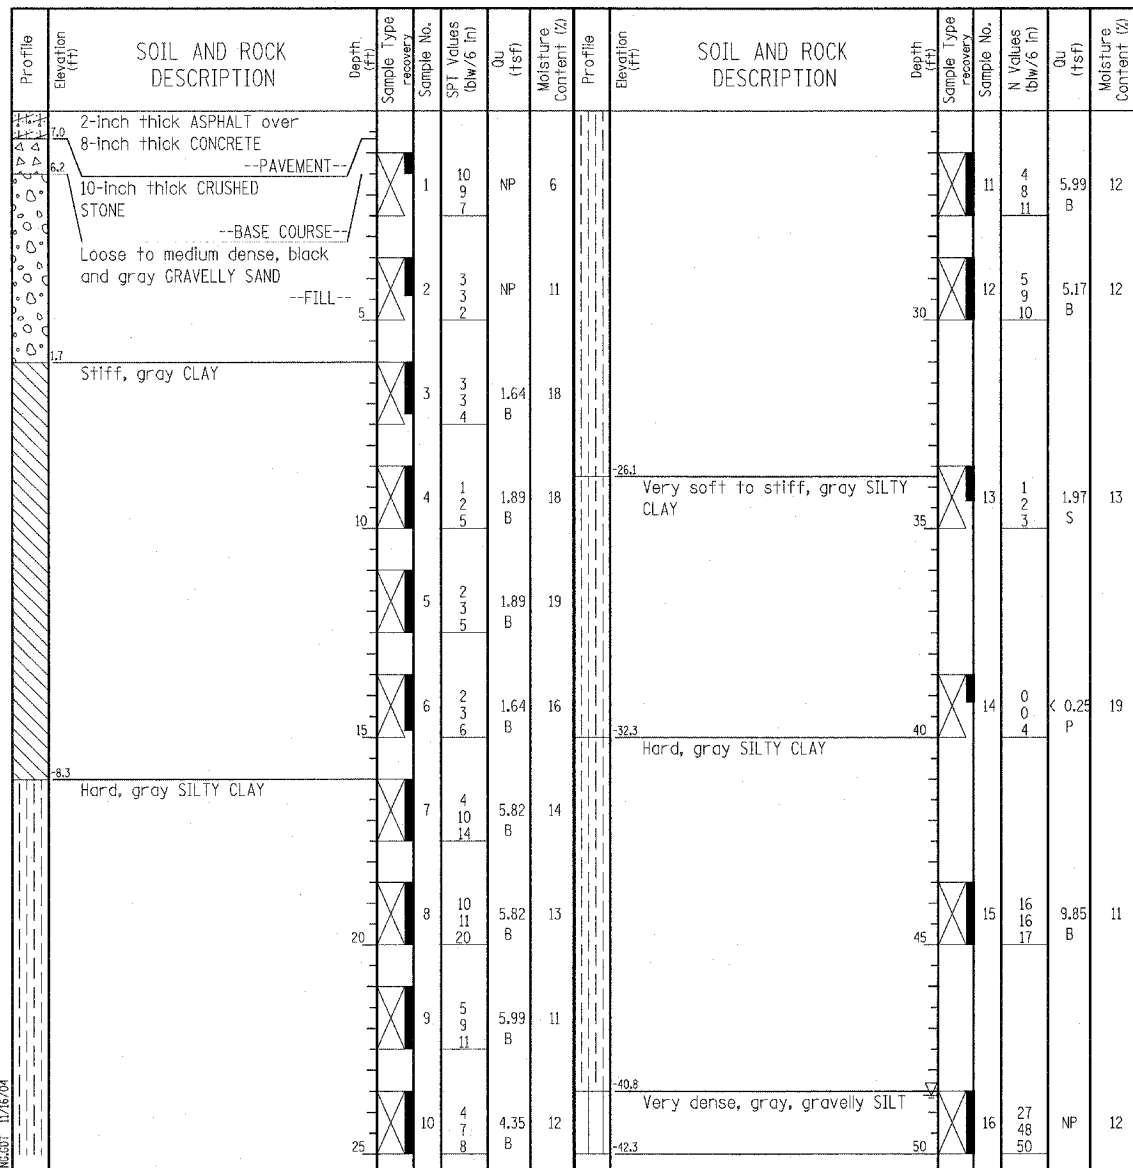 Profile
Elevation
(ft)
SOIL AND ROCK
DESCRIPTION
Depth
(ft)
Sample Type
recovery
Sample No.
SPT Values
(blw/6 in)
Qu
(tsf)
Moisture
Content (%)
2-inch thick ASPHALT over
7.0
8-inch thick CONCRETE
--PAVEMENT--
6.2
10-inch thick CRUSHED
STONE
--BASE COURSE--
1
10
9
7
NP
6
Loose to medium dense, black
and gray GRAVELLY SAND
--FILL--
5
2
3
3
2
NP
11
1.7
Stiff, gray CLAY
3
3
3
4
1.64
B
18
10
4
1
2
5
1.89
B
18
5
2
3
5
1.89
B
19
15
6
2
3
6
1.64
B
16
-8.3
Hard, gray SILTY CLAY
7
4
10
14
5.82
B
14
20
8
10
11
20
5.82
B
13
9
5
9
11
5.99
B
11
25
10
4
7
8
4.35
B
12
Profile
Elevation
(ft)
SOIL AND ROCK
DESCRIPTION
Depth
(ft)
Sample Type
recovery
Sample No.
N Values
(blw/6 in)
Qu
(tsf)
Moisture
Content (%)
11
4
8
11
5.99
B
12
30
12
5
9
10
5.17
B
12
-26.1
Very soft to stiff, gray SILTY
CLAY
35
13
1
2
3
1.97
S
13
40
14
0
0
4
< 0.25
P
19
-32.3
Hard, gray SILTY CLAY
45
15
16
16
17
9.85
B
11
-40.8
Very dense, gray, gravelly SILT
50
16
27
48
50
NP
12
-42.3
11/16/04